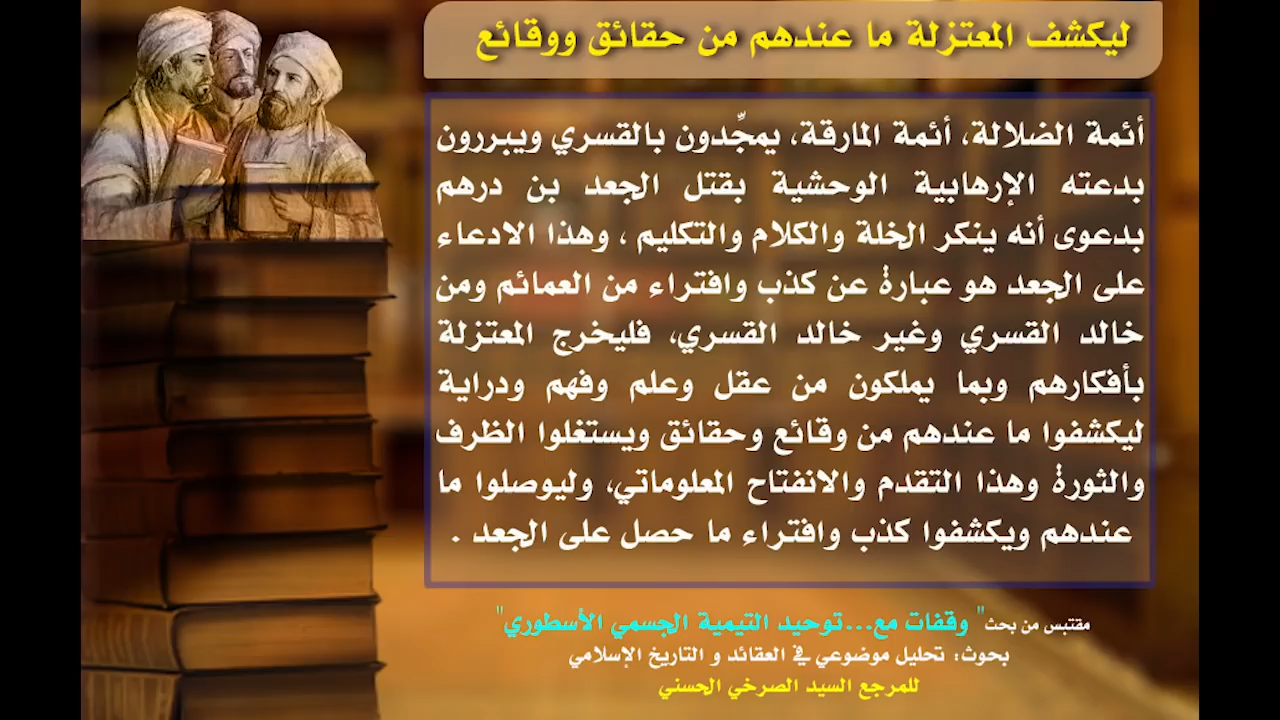 ليكشف المعتزلة ما عندهم من حقائق ووقائع
أئمة الضلالة، أئمة المارقة، يمجِّدون بالقسري ويبررون
بدعته الإرهابية الوحشية بقتل الجعد بن درهم
بدعوى أنه ينكر الخلة والكلام والتكليم ، وهذا الادعاء
على الجعد هو عبارة عن كذب وافتراء من العمائم ومن
خالد القسري وغير خالد القسري، فليخرج المعتزلة
بأفكارهم وبما يملكون من عقل وعلم وفهم ودراية
ليكشفوا ما عندهم من وقائع وحقائق ويستغلوا الظرف
والثورة وهذا التقدم والانفتاح المعلوماتي، وليوصلوا ما
عندهم ويكشفوا كذب وافتراء ما حصل على الجعد .
مقتبس من بحث" وقفات مع...توحيد التيمية الجسمي الأسطوري"
بحوث: تحليل موضوعي في العقائد و التاريخ الإسلامي
للمرجع السيد الصرخي الحسني